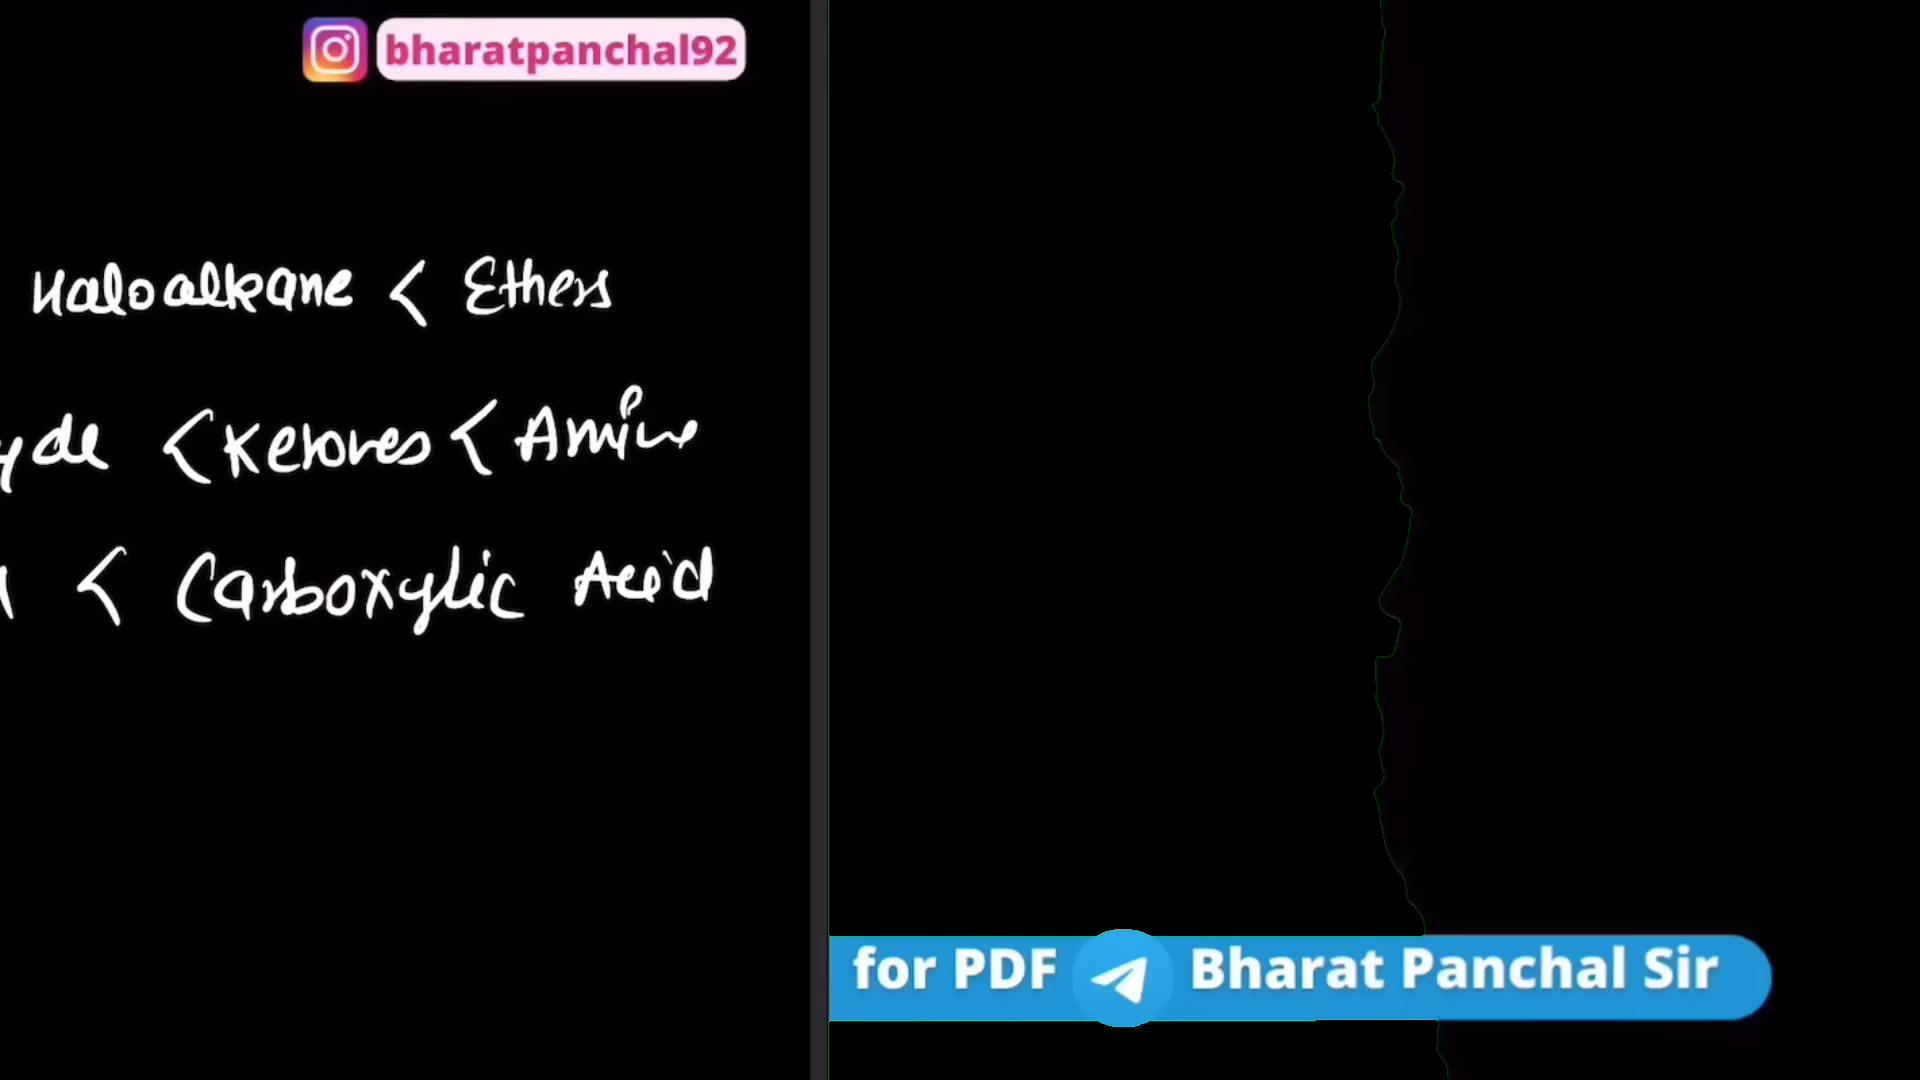 bharatpanchal92
Haloalkane < Ethers
yde < Ketones < Amine
< Carboxylic Acid
for PDF Bharat Panchal Sir